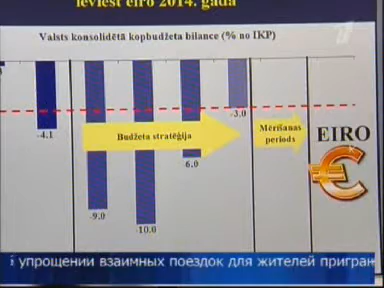 ieviest eiro 2014. gadā
Valsts konsolidētā kopbudžeta bilance (% no IKP)
-4.1
-3.0
Budžeta stratēģija
Mērīšanas
periods
EIRO
€
6.0
-9.0
-10.0
упрощении взаимных поездок для жителей приграни